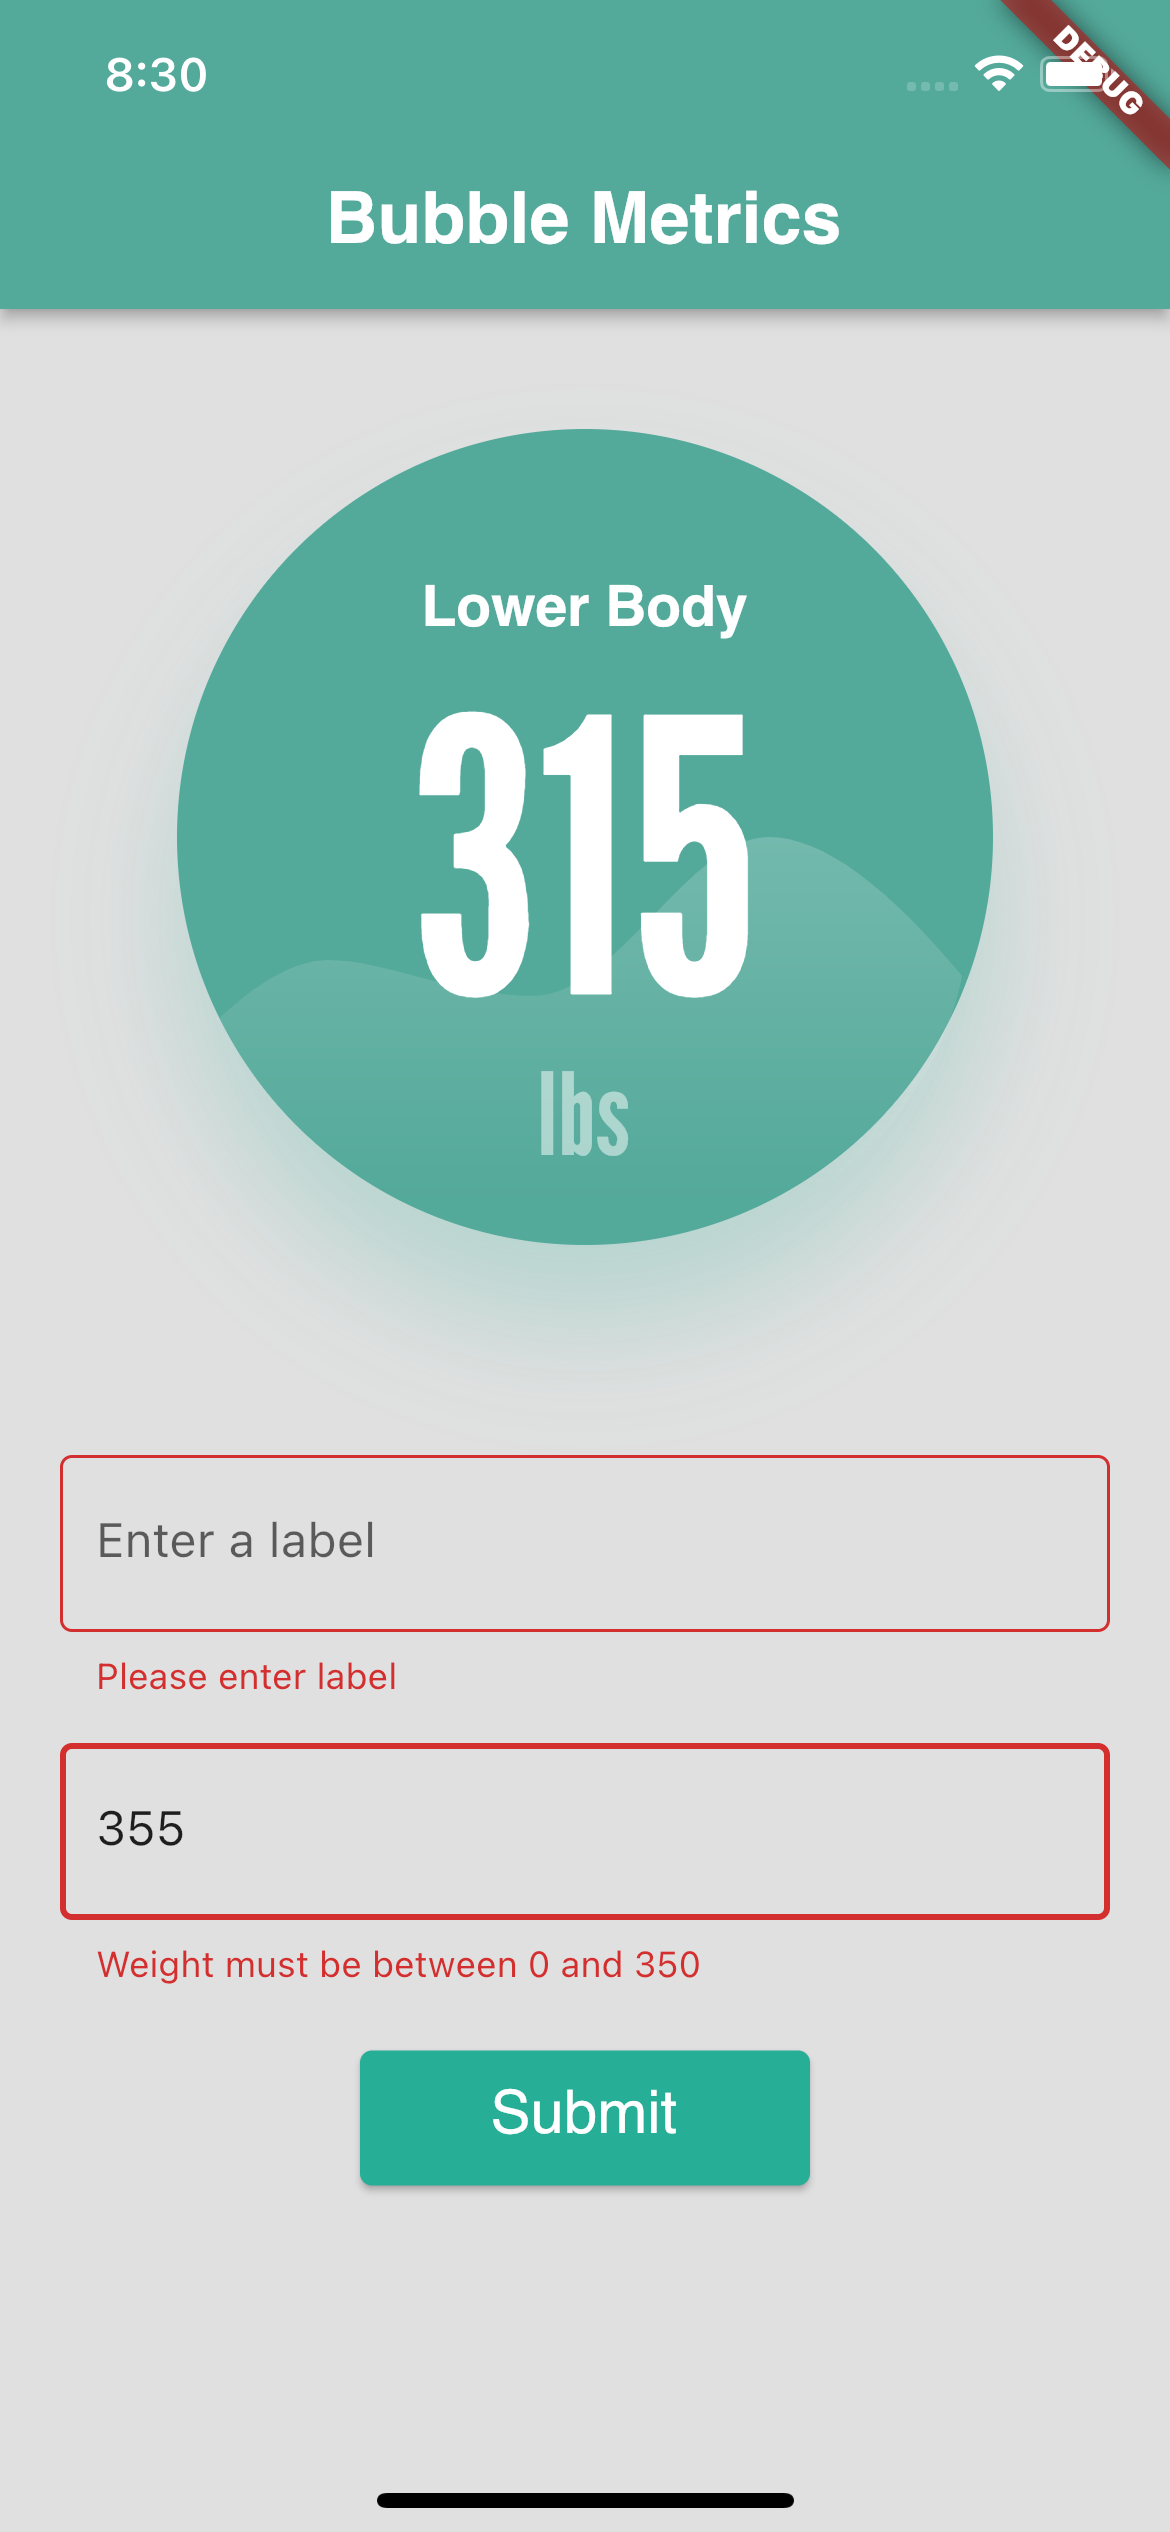 8:30
DEBUG
Bubble Metrics
Lower Body
315
lbs
Enter a label
Please enter label
355
Weight must be between 0 and 350
Submit